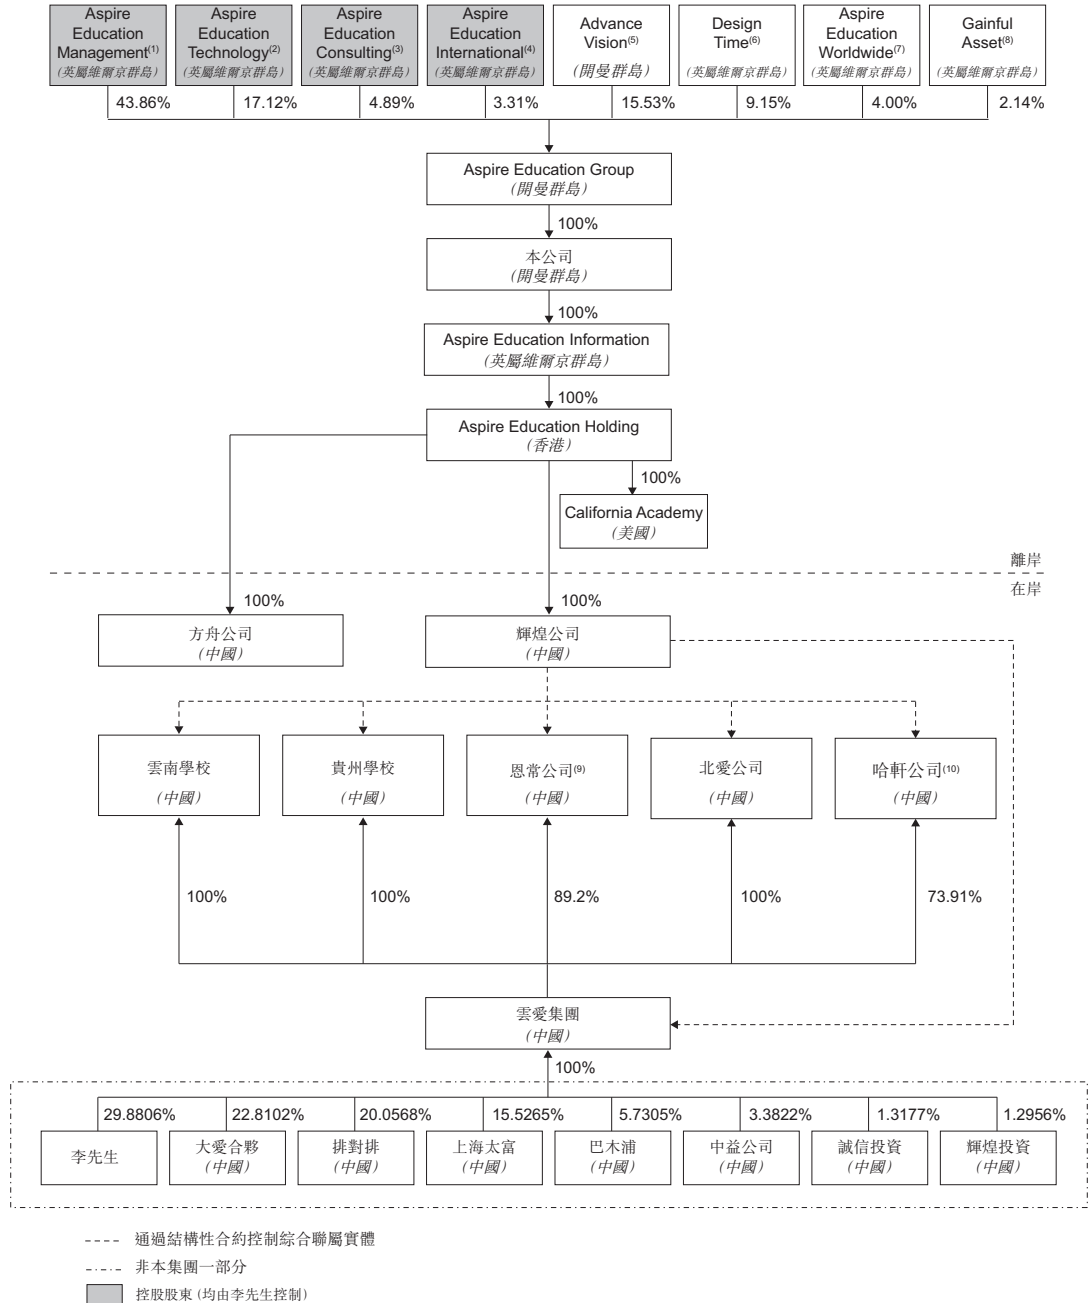 Aspire
Education
Management(1)
(英屬維爾京群島)
Aspire
Education
Technology(2)
(英屬維爾京群島)
Aspire
Education
Consulting(3)
(英屬維爾京群島)
Aspire
Education
International(4)
(英屬維爾京群島)
Advance
Vision(5)
(開曼群島)
Design
Time(6)
(英屬維爾京群島)
Aspire
Education
Worldwide(7)
(英屬維爾京群島)
Gainful
Asset(8)
(英屬維爾京群島)
43.86%
17.12%
4.89%
3.31%
15.53%
9.15%
4.00%
2.14%
Aspire Education Group
(開曼群島)
100%
本公司
(開曼群島)
100%
Aspire Education Information
(英屬維爾京群島)
100%
Aspire Education Holding
(香港)
100%
California Academy
(美國)
離岸
在岸
100%
100%
方舟公司
(中國)
輝煌公司
(中國)
雲南學校
(中國)
貴州學校
(中國)
恩常公司(9)
(中國)
北愛公司
(中國)
哈軒公司(10)
(中國)
100%
100%
89.2%
100%
73.91%
雲愛集團
(中國)
100%
29.8806%
22.8102%
20.0568%
15.5265%
5.7305%
3.3822%
1.3177%
1.2956%
李先生
大愛合夥
(中國)
排對排
(中國)
上海太富
(中國)
巴木浦
(中國)
中益公司
(中國)
誠信投資
(中國)
輝煌投資
(中國)
通過結構性合約控制綜合聯屬實體
非本集團一部分
控股股東 (均由李先生控制)